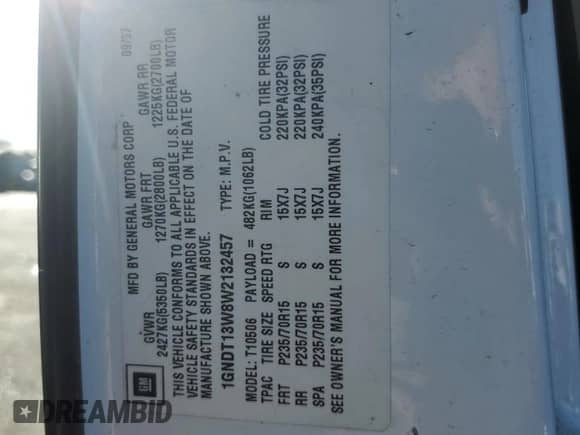 MFD BY GENERAL MOTORS CORP 09/97
GM
GVWR GAWR FRT GAWR RR
2427KG(5350LB) 1270KG(2800LB) 1225KG(2700LB)
THIS VEHICLE CONFORMS TO ALL APPLICABLE U.S. FEDERAL MOTOR
VEHICLE SAFETY STANDARDS IN EFFECT ON THE DATE OF
MANUFACTURE SHOWN ABOVE.
1GNDT13W8W2132457 TYPE: M.P.V.
MODEL: T10506 PAYLOAD = 482KG(1062LB)
TPAC TIRE SIZE SPEED RTG RIM COLD TIRE PRESSURE
FRT P235/70R15 S 15X7J 220KPA(32PSI)
RR P235/70R15 S 15X7J 220KPA(32PSI)
SPA P235/70R15 S 15X7J 240KPA(35PSI)
SEE OWNER'S MANUAL FOR MORE INFORMATION.
DREAMBID